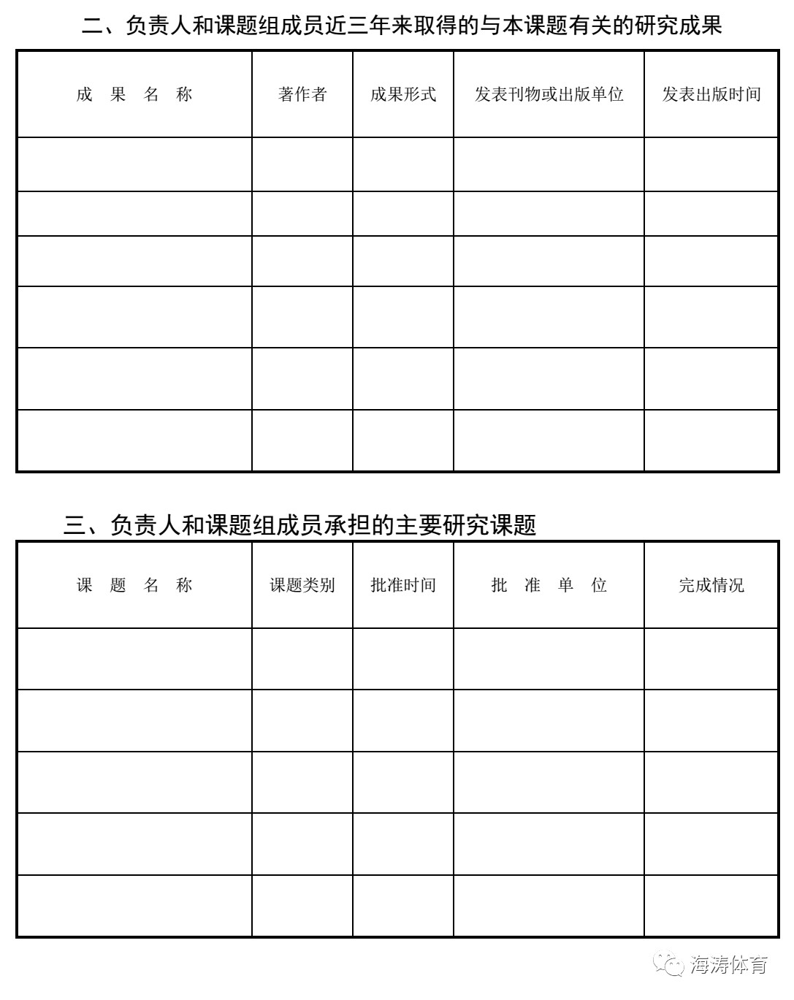 二、负责人和课题组成员近三年来取得的与本课题有关的研究成果
成 果 名 称 著作者 成果形式 发表刊物或出版单位 发表出版时间
三、负责人和课题组成员承担的主要研究课题
课 题 名 称 课题类别 批准时间 批 准 单 位 完成情况
海涛体育